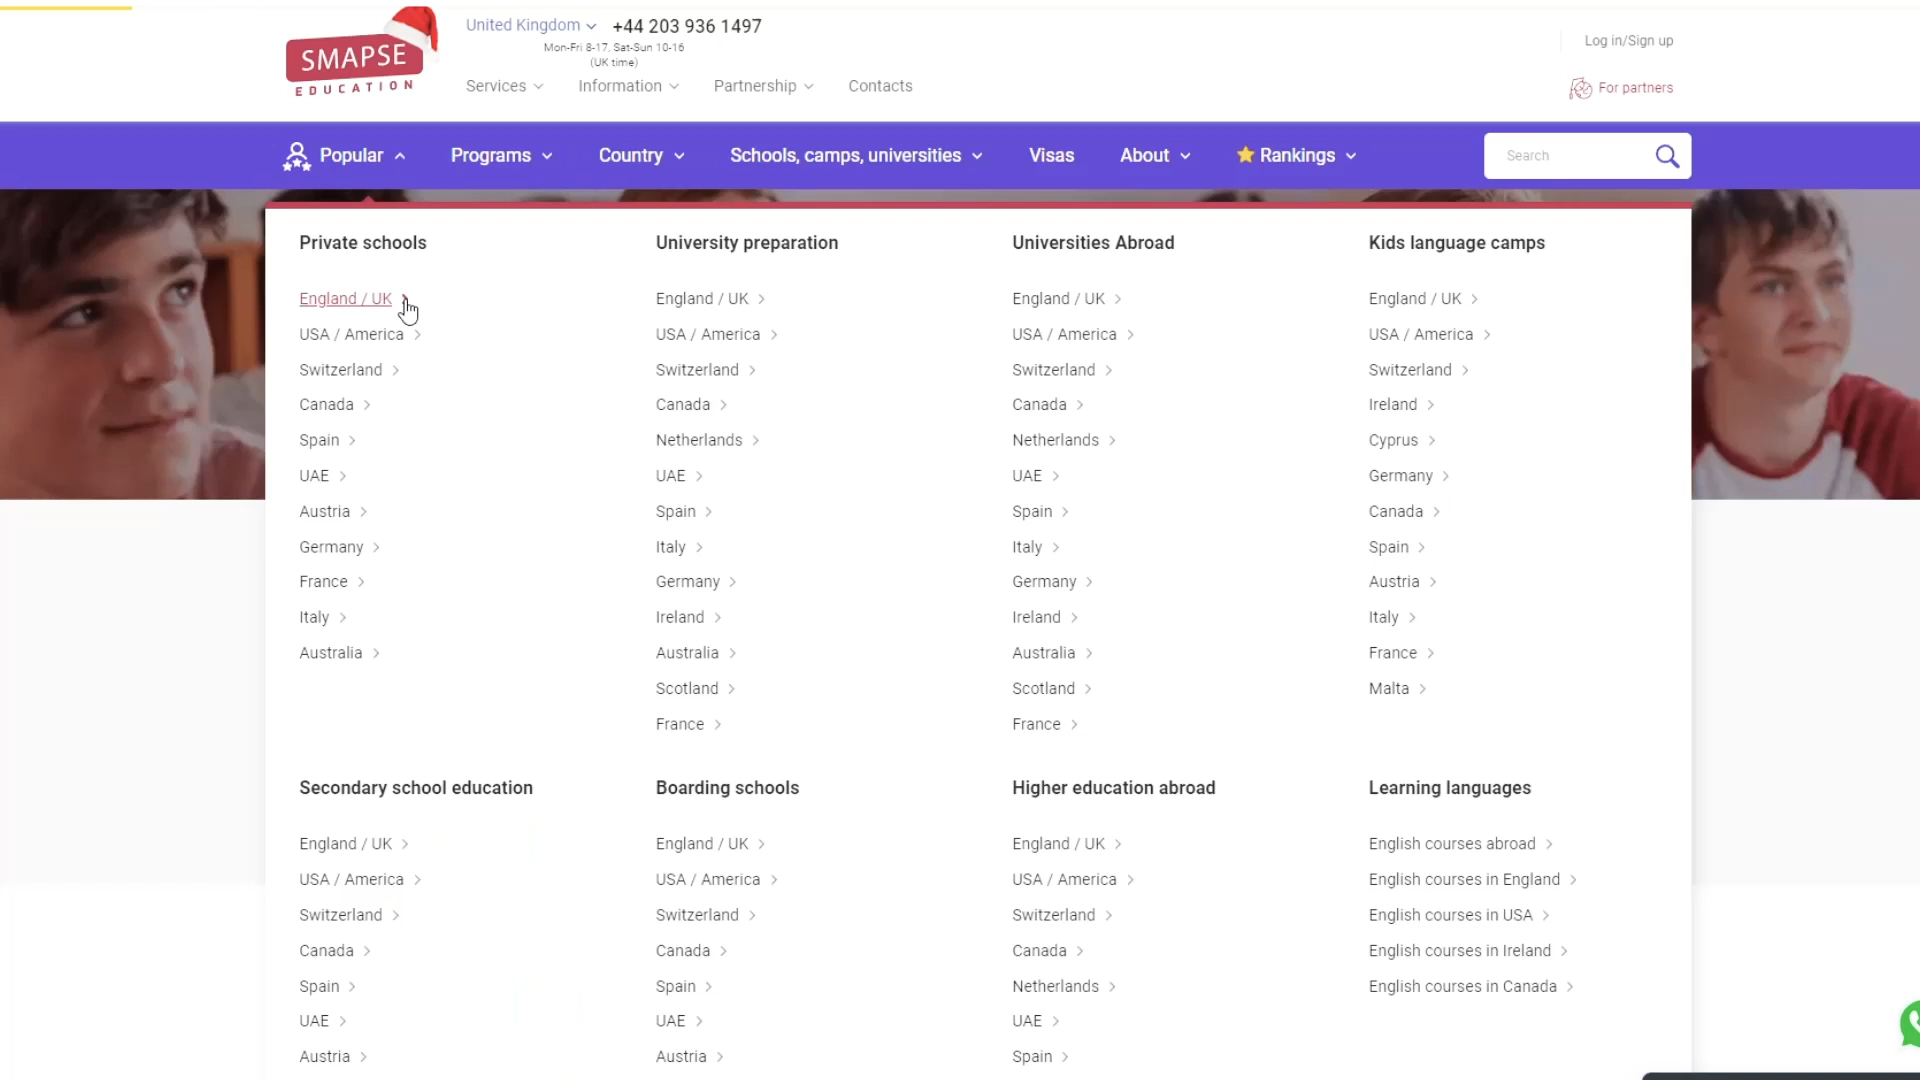 SMAPSE
EDUCATION
United Kingdom
+44 203 936 1497
Mon-Fri 8-17, Sat-Sun 10-16
(UK time)
Log in/Sign up
Services
Information
Partnership
Contacts
For partners
Popular
Programs
Country
Schools, camps, universities
Visas
About
Rankings
Search
Private schools
England / UK
USA / America
Switzerland
Canada
Spain
UAE
Austria
Germany
France
Italy
Australia
University preparation
England / UK
USA / America
Switzerland
Canada
Netherlands
UAE
Spain
Italy
Germany
Ireland
Australia
Scotland
France
Universities Abroad
England / UK
USA / America
Switzerland
Canada
Netherlands
UAE
Spain
Italy
Germany
Ireland
Australia
Scotland
France
Kids language camps
England / UK
USA / America
Switzerland
Ireland
Cyprus
Germany
Canada
Spain
Austria
Italy
France
Malta
Secondary school education
England / UK
USA / America
Switzerland
Canada
Spain
UAE
Austria
Boarding schools
England / UK
USA / America
Switzerland
Canada
Spain
UAE
Austria
Higher education abroad
England / UK
USA / America
Switzerland
Canada
Netherlands
UAE
Spain
Learning languages
English courses abroad
English courses in England
English courses in USA
English courses in Ireland
English courses in Canada